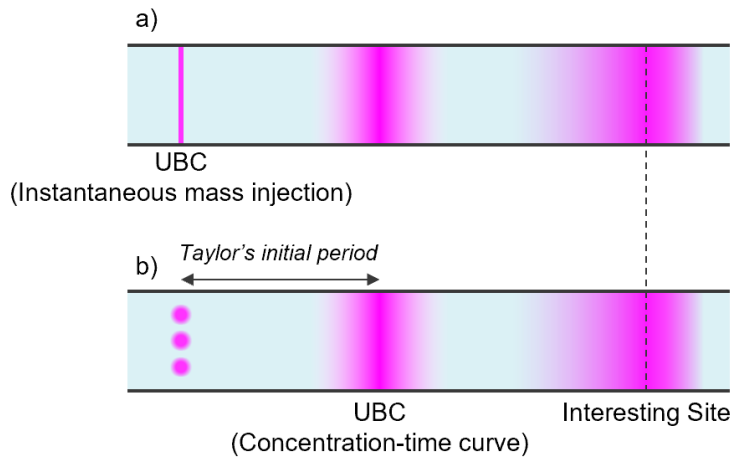 a)
UBC
(Instantaneous mass injection)
Taylor's initial period
b)
UBC
(Concentration-time curve)
Interesting Site